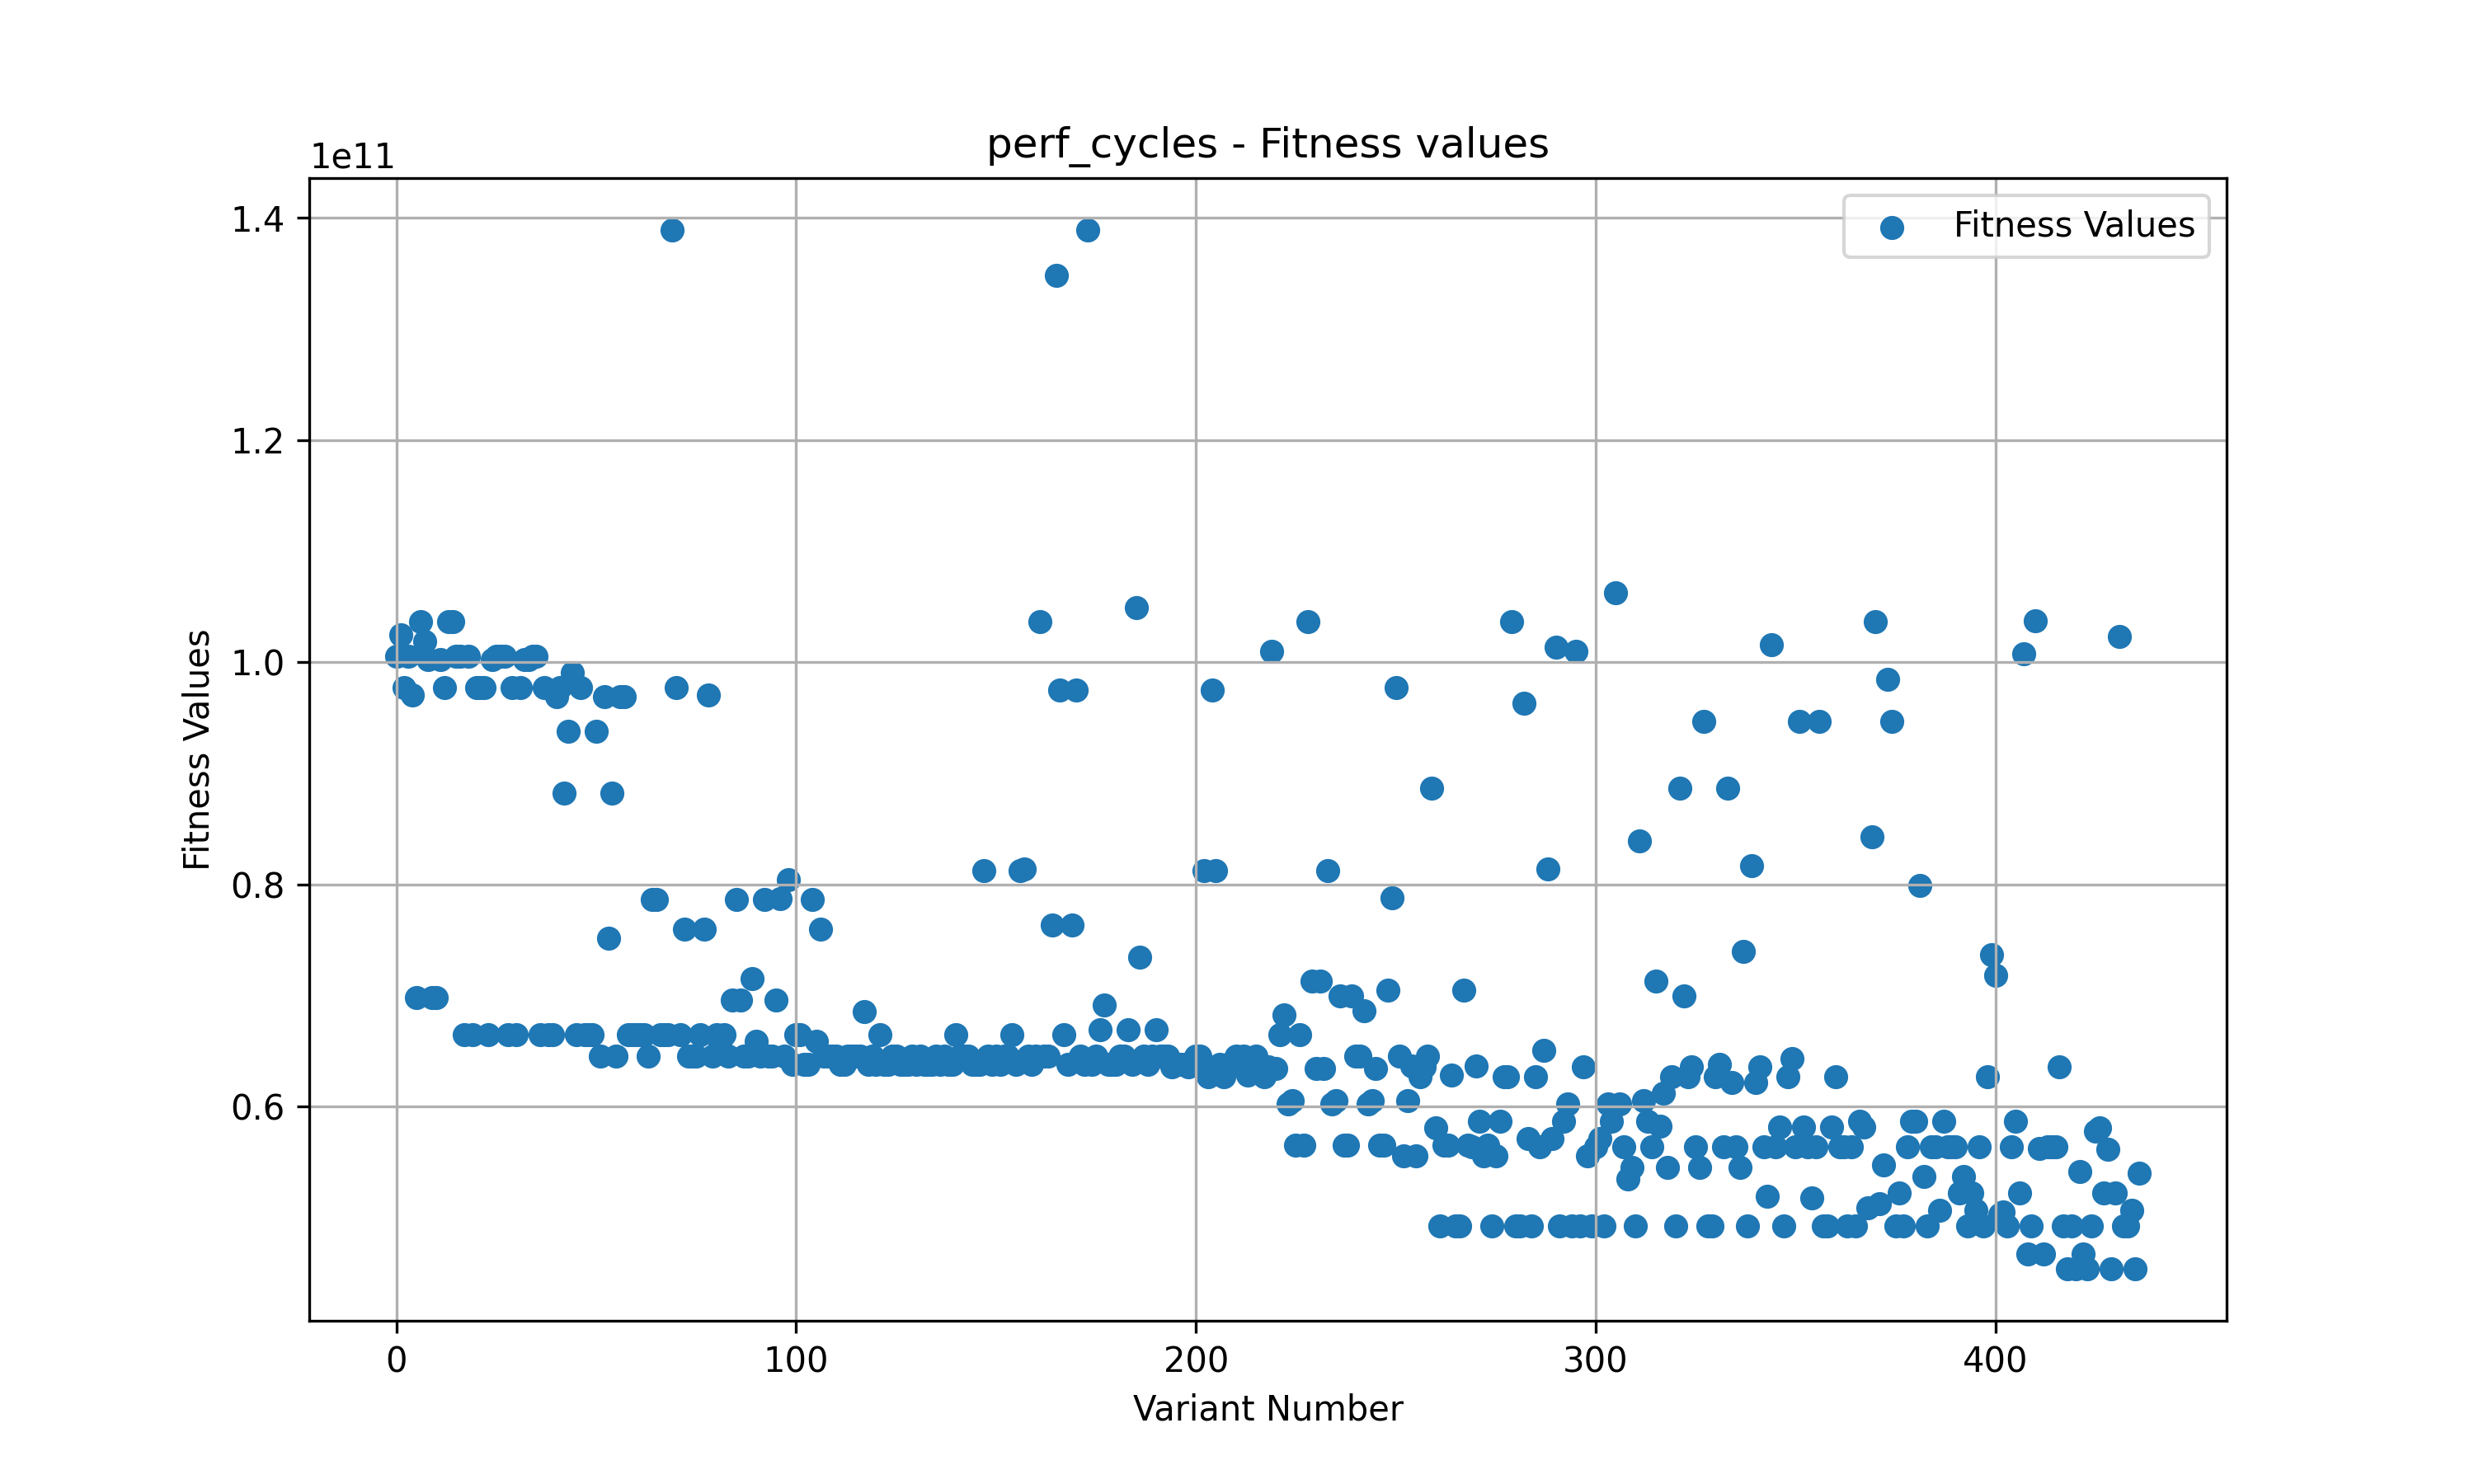 perf_cycles - Fitness values
1e11
Fitness Values
1.4
1.2
1.0
0.8
0.6
Fitness Values
0
100
200
300
400
Variant Number